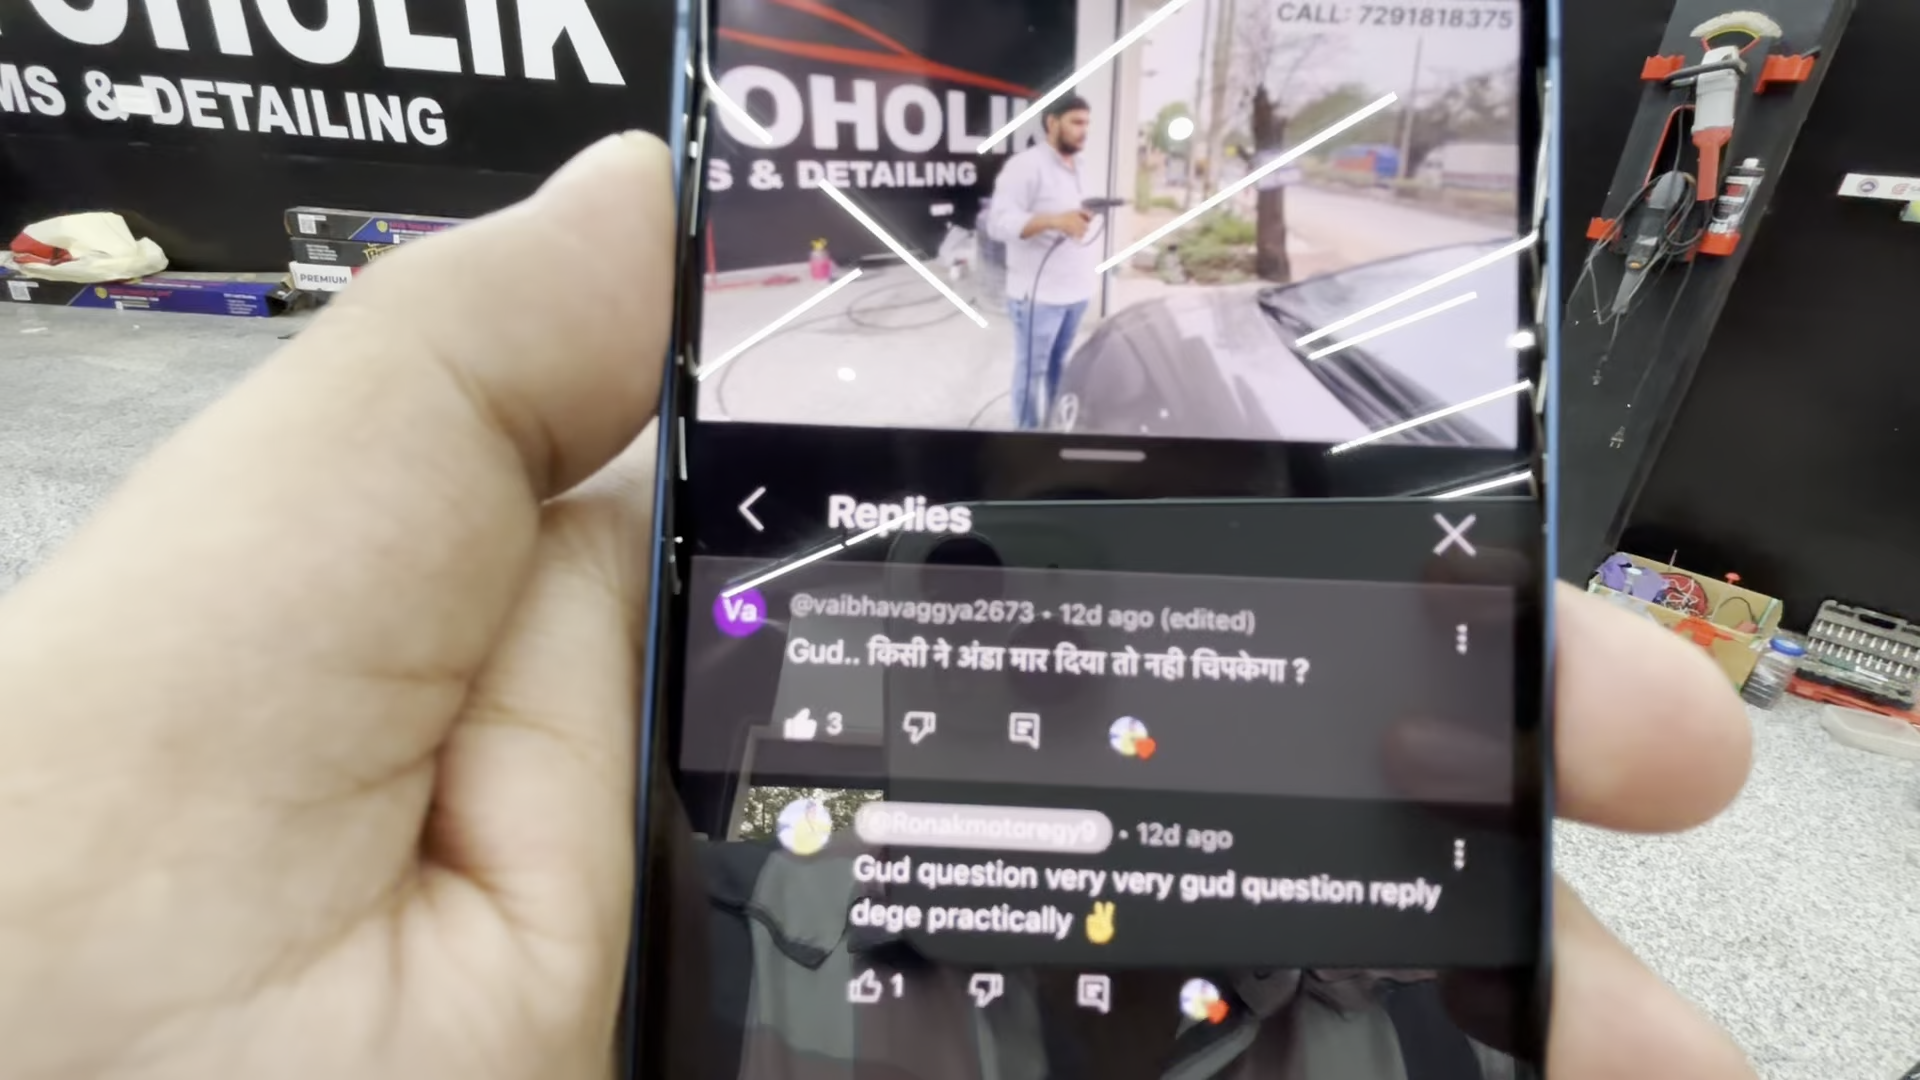 OHOLIK
MS & DETAILING
PREMIUM
CALL: 7291818375
OHOLIK
S & DETAILING
Replies
Va
@vaibhavaggya2673 • 12d ago (edited)
Gud.. किसी ने अंडा मार दिया तो नही चिपकेगा ?
3
@Ronakmotoregy9 • 12d ago
Gud question very very gud question reply
dege practically ✌
1